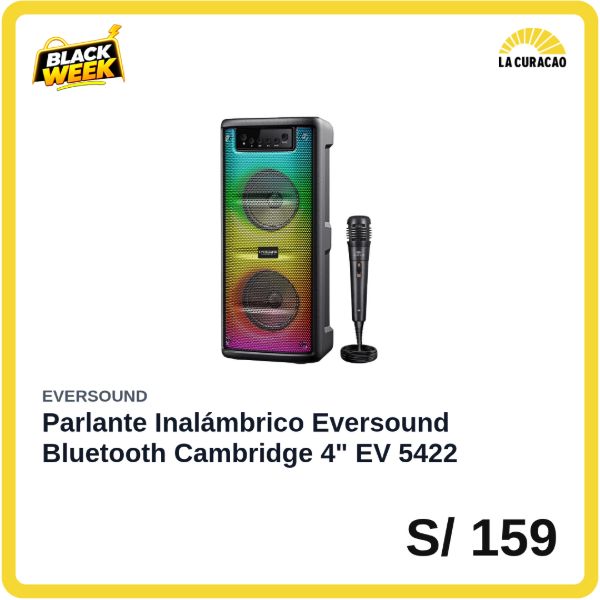 BLACK
WEEK
LA CURACAO
EVERSOUND
Parlante Inalámbrico Eversound
Bluetooth Cambridge 4" EV 5422
S/ 159